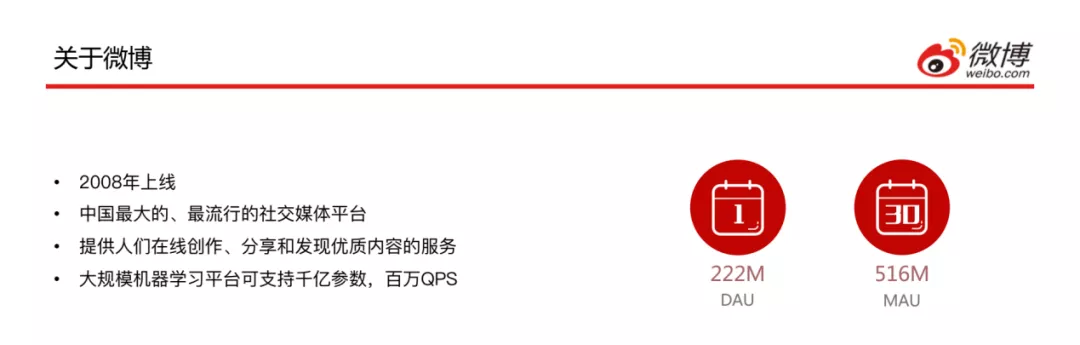 关于微博
微博
weibo.com
• 2008年上线
• 中国最大的、最流行的社交媒体平台
• 提供人们在线创作、分享和发现优质内容的服务
• 大规模机器学习平台可支持千亿参数，百万QPS
1
30
222M
516M
DAU
MAU